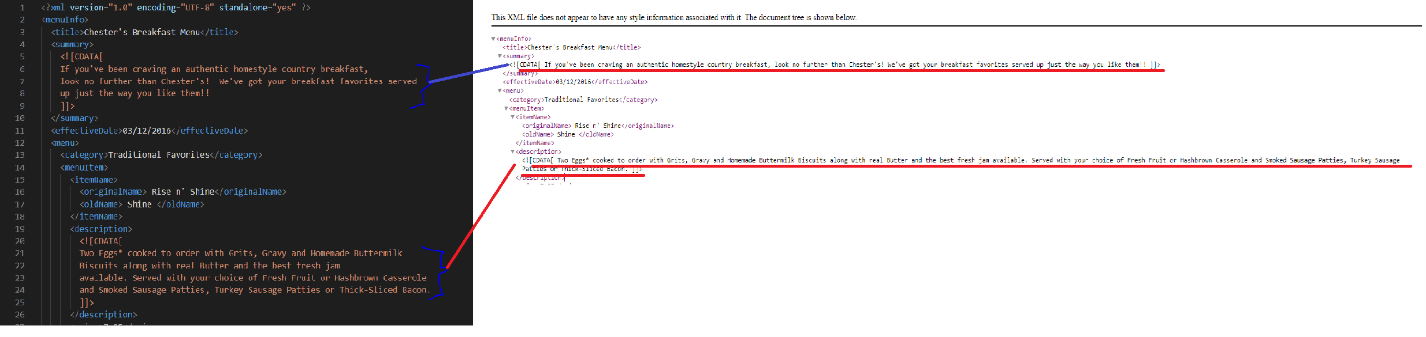 1 <?xml version="1.0" encoding="UTF-8" standalone="yes" ?>
2 <menuInfo>
3 <title>Chester's Breakfast Menu</title>
4 <summary>
5 <![CDATA[
6 If you've been craving an authentic homestyle country breakfast,
7 look no further than Chester's! We've got your breakfast favorites served
8 up just the way you like them!!
9 ]]>
10 </summary>
11 <effectiveDate>03/12/2016</effectiveDate>
12 <menu>
13 <category>Traditional Favorites</category>
14 <menuItem>
15 <itemName>
16 <originalName> Rise n' Shine</originalName>
17 <oldName> Shine </oldName>
18 </itemName>
19 <description>
20 <![CDATA[
21 Two Eggs* cooked to order with Grits, Gravy and Homemade Buttermilk
22 Biscuits along with real Butter and the best fresh jam
23 available. Served with your choice of Fresh Fruit or Hashbrown Casserole
24 and Smoked Sausage Patties, Turkey Sausage Patties or Thick-Sliced Bacon.
25 ]]>
26 </description>
This XML file does not appear to have any style information associated with it. The document tree is shown below.
▼<menuInfo>
<title>Chester's Breakfast Menu</title>
▼<summary>
<![CDATA[ If you've been craving an authentic homestyle country breakfast, look no further than Chester's! We've got your breakfast favorites served up just the way you like them!! ]]>
</summary>
<effectiveDate>03/12/2016</effectiveDate>
▼<menu>
<category>Traditional Favorites</category>
▼<menuItem>
▼<itemName>
<originalName> Rise n' Shine</originalName>
<oldName> Shine </oldName>
</itemName>
▼<description>
<![CDATA[ Two Eggs* cooked to order with Grits, Gravy and Homemade Buttermilk Biscuits along with real Butter and the best fresh jam available. Served with your choice of Fresh Fruit or Hashbrown Casserole and Smoked Sausage Patties, Turkey Sausage
Patties or Thick-Sliced Bacon. ]]>
</description>